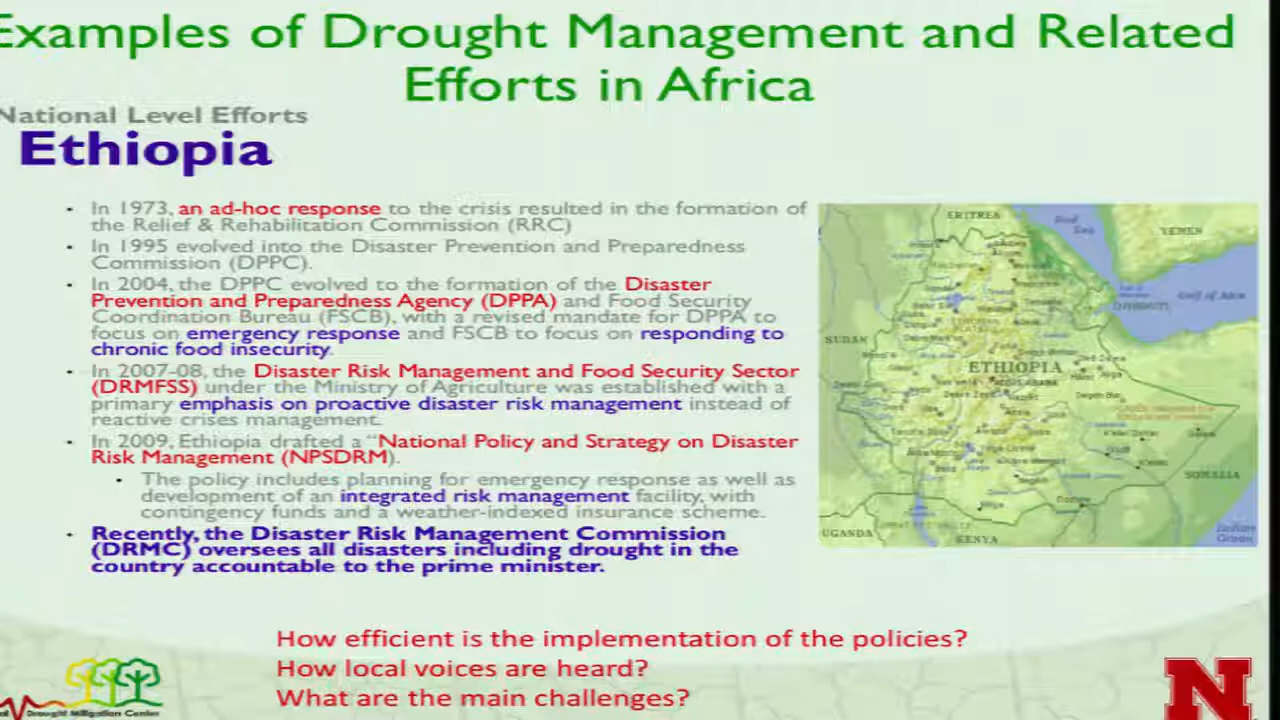 Examples of Drought Management and Related
Efforts in Africa
National Level Efforts
Ethiopia
• In 1973, an ad-hoc response to the crisis resulted in the formation of
the Relief & Rehabilitation Commission (RRC)
• In 1995 evolved into the Disaster Prevention and Preparedness
Commission (DPPC).
• In 2004, the DPPC evolved to the formation of the Disaster
Prevention and Preparedness Agency (DPPA) and Food Security
Coordination Bureau (FSCB), with a revised mandate for DPPA to
focus on emergency response and FSCB to focus on responding to
chronic food insecurity.
• In 2007-08, the Disaster Risk Management and Food Security Sector
(DRMFSS) under the Ministry of Agriculture was established with a
primary emphasis on proactive disaster risk management instead of
reactive crises management.
• In 2009, Ethiopia drafted a "National Policy and Strategy on Disaster
Risk Management (NPSDRM).
• The policy includes planning for emergency response as well as
development of an integrated risk management facility, with
contingency funds and a weather-indexed insurance scheme.
• Recently, the Disaster Risk Management Commission
(DRMC) oversees all disasters including drought in the
country accountable to the prime minister.
ERITREA
Red
Sea
YEMEN
Gulf of Aden
DJIBOUTI
SUDAN
ETHIOPIA
SOMALIA
UGANDA
KENYA
Indian
Ocean
How efficient is the implementation of the policies?
How local voices are heard?
What are the main challenges?
Drought Mitigation Center
N